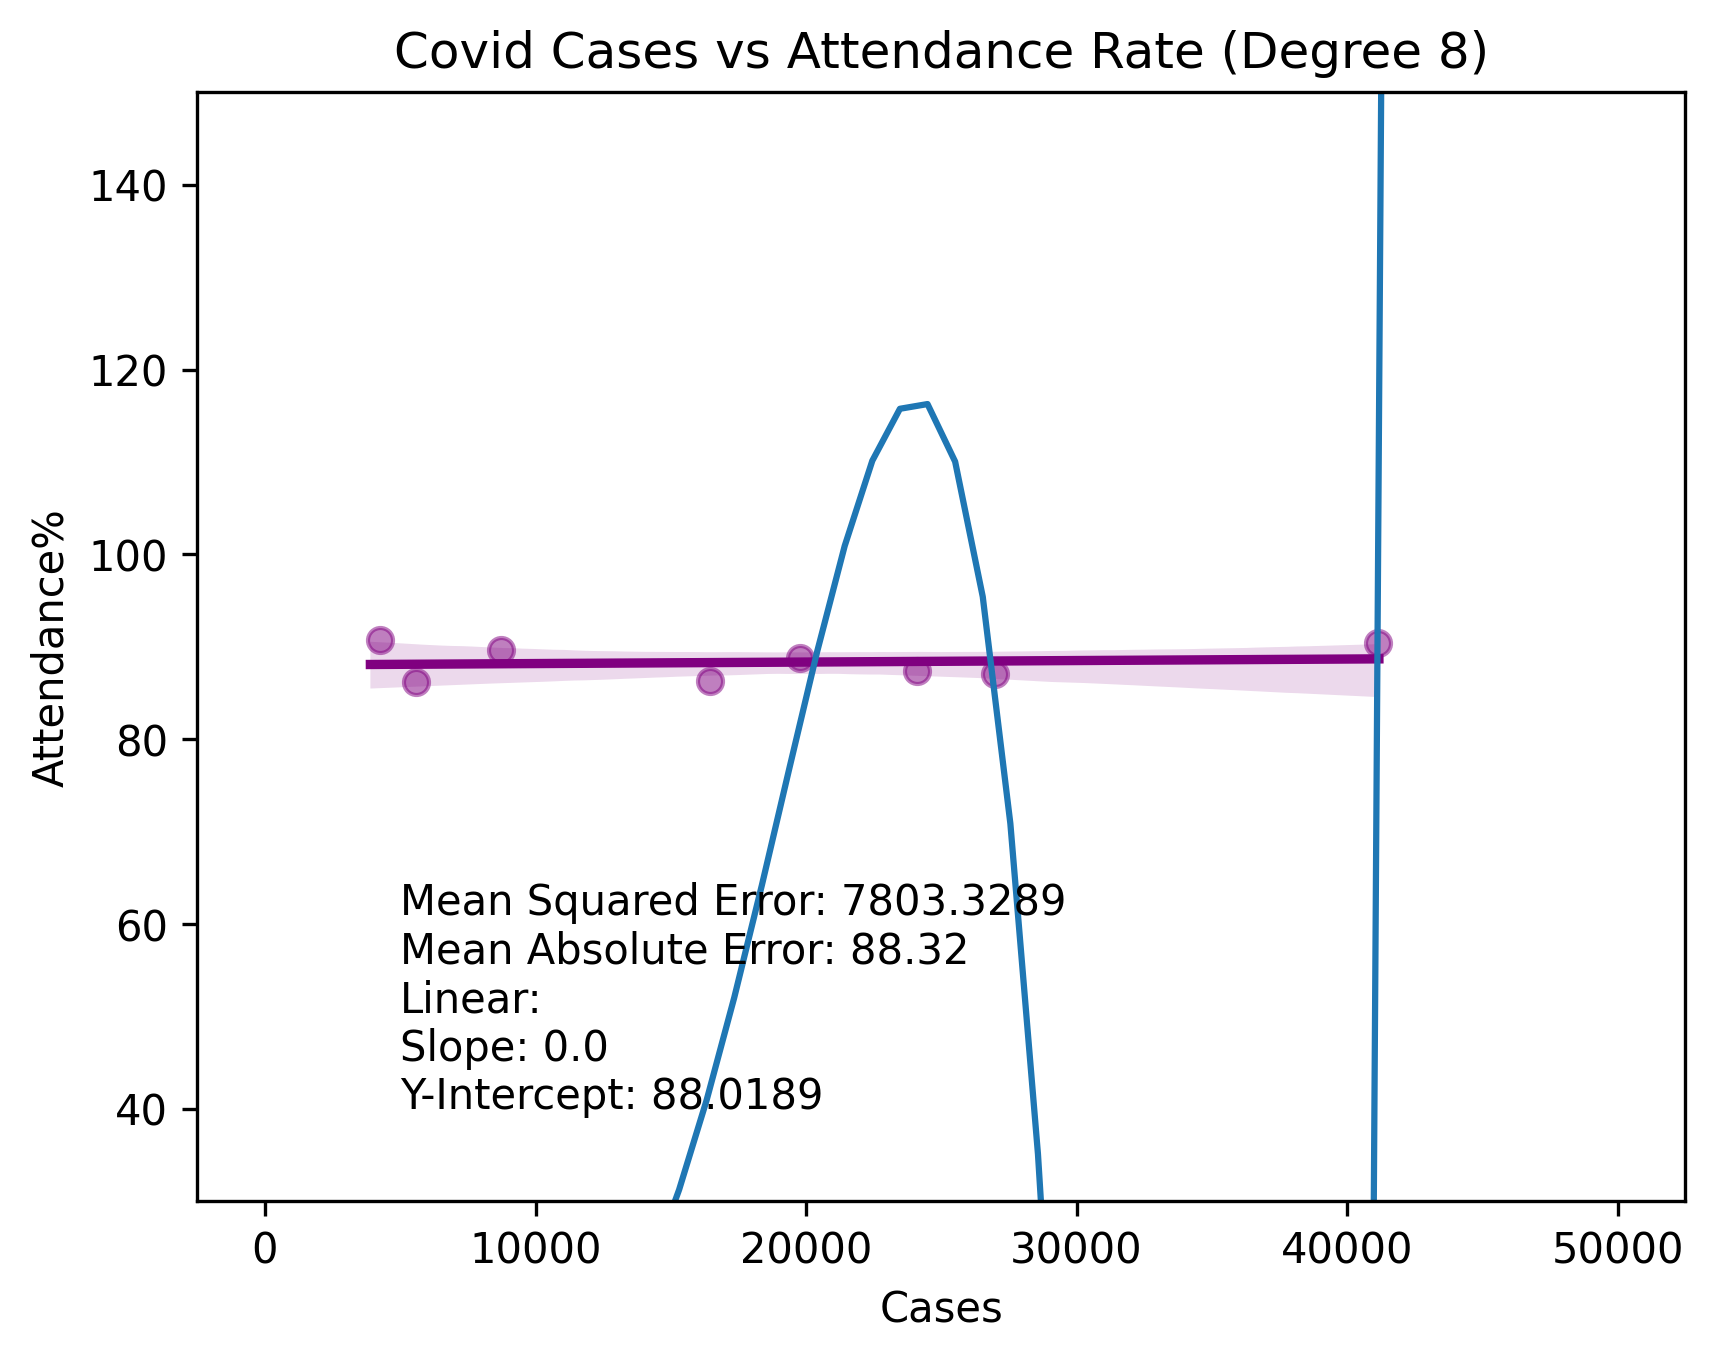 Covid Cases vs Attendance Rate (Degree 8)
140
120
100
80
60
40
Attendance%
Mean Squared Error: 7803.3289
Mean Absolute Error: 88.32
Linear:
Slope: 0.0
Y-Intercept: 88.0189
0 10000 20000 30000 40000 50000
Cases